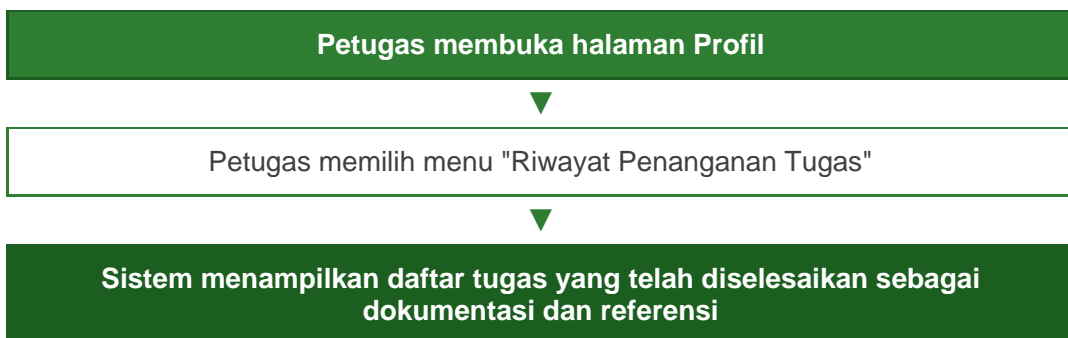 Petugas membuka halaman Profil
Petugas memilih menu "Riwayat Penanganan Tugas"
Sistem menampilkan daftar tugas yang telah diselesaikan sebagai
dokumentasi dan referensi